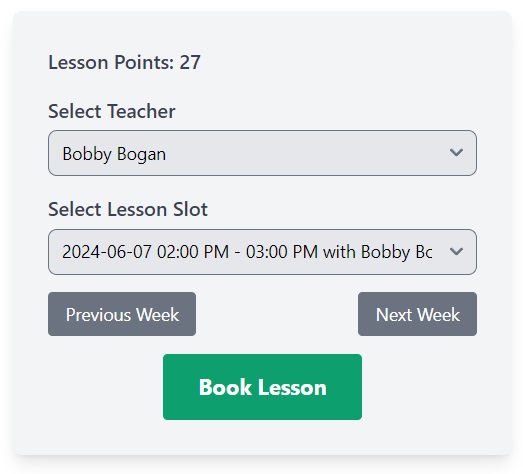 Lesson Points: 27
Select Teacher
Bobby Bogan
Select Lesson Slot
2024-06-07 02:00 PM - 03:00 PM with Bobby
Previous Week
Next Week
Book Lesson